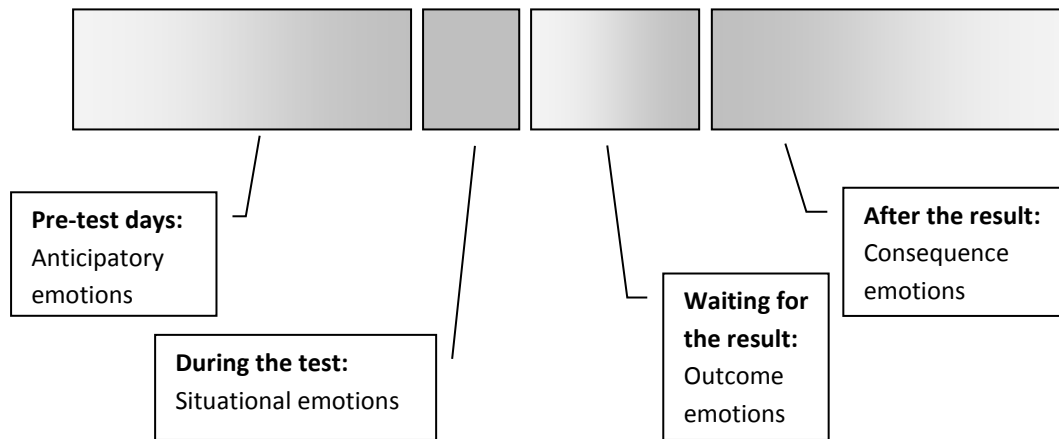 Pre-test days:
Anticipatory
emotions
During the test:
Situational emotions
Waiting for
the result:
Outcome
emotions
After the result:
Consequence
emotions